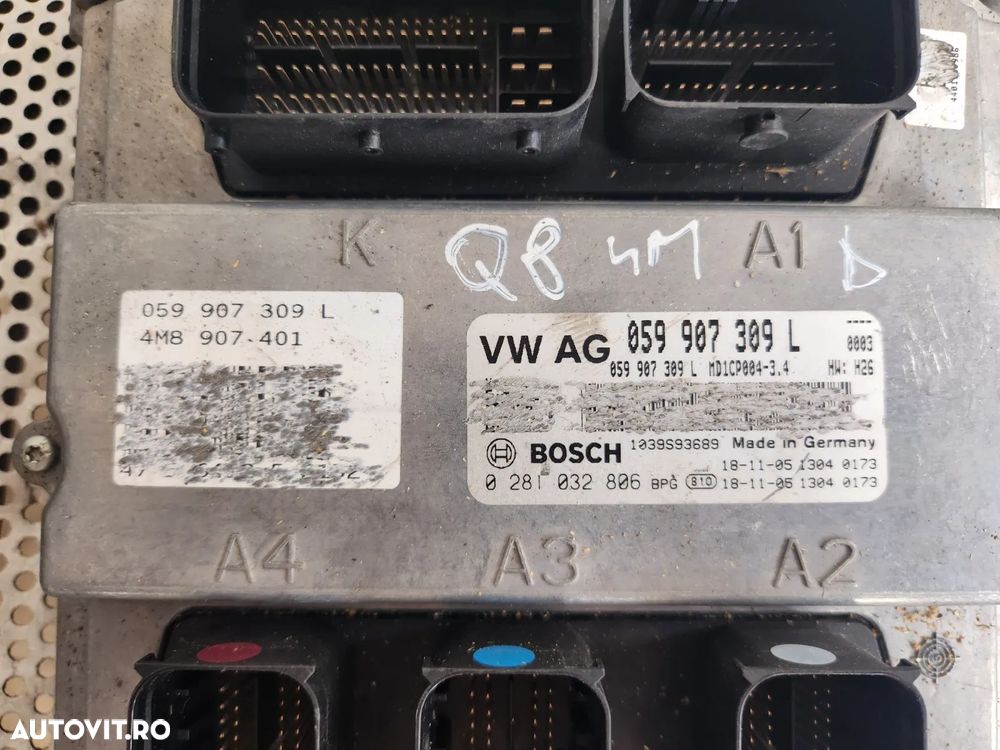 K
Q8 4M
A1
D
059 907 309 L
4M8 907 401
VW AG 059 907 309 L
0003
059 907 309 L MD1CP004-3.4 HW: H26
BOSCH 1039S93689 Made in Germany
18-11-05 1304 0173
0 281 032 806 BPG 810 18-11-05 1304 0173
A4
A3
A2
AUTOVIT.RO